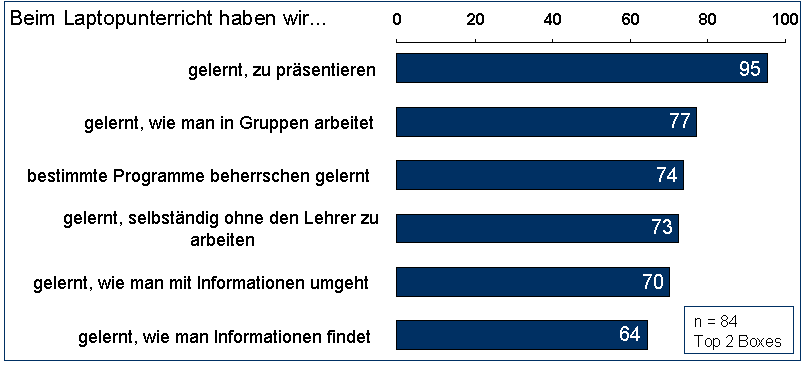 Beim Laptopunterricht haben wir...
0 20 40 60 80 100
gelernt, zu präsentieren 95
gelernt, wie man in Gruppen arbeitet 77
bestimmte Programme beherrschen gelernt 74
gelernt, selbständig ohne den Lehrer zu
arbeiten 73
gelernt, wie man mit Informationen umgeht 70
gelernt, wie man Informationen findet 64
n = 84
Top 2 Boxes